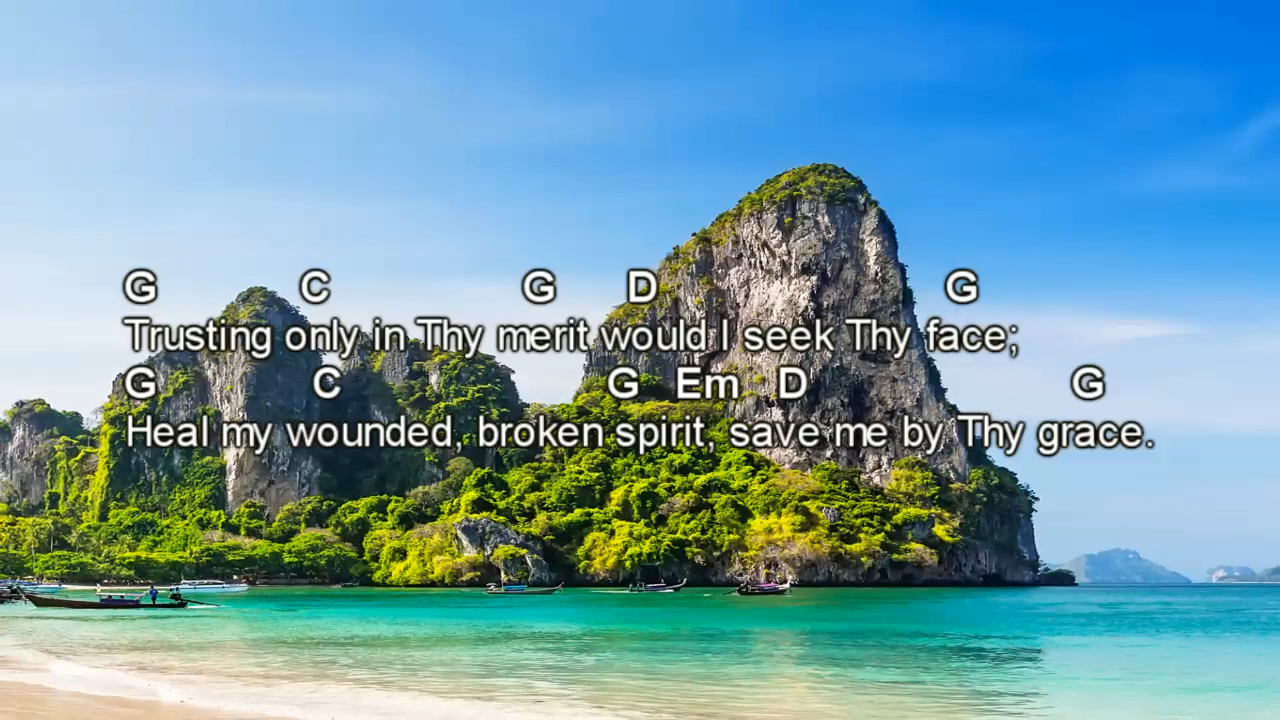 G C G D G
Trusting only in Thy merit would I seek Thy face;
G C G Em D G
Heal my wounded, broken spirit, save me by Thy grace.